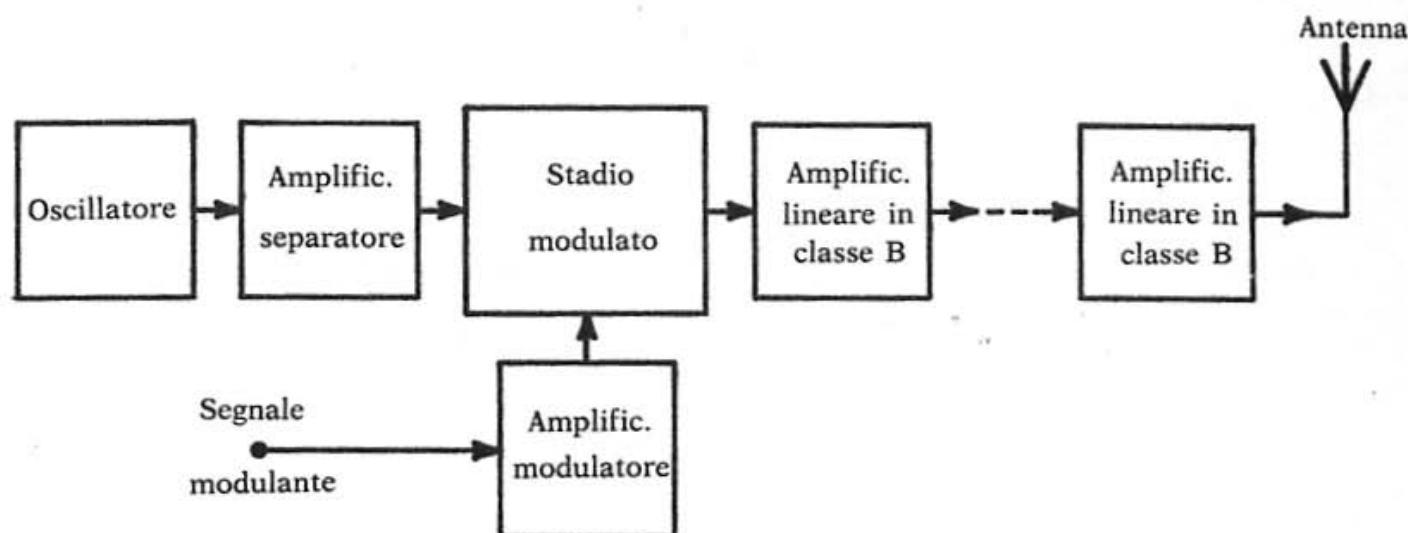 Antenna
Oscillatore
Amplific.
separatore
Stadio
modulato
Amplific.
lineare in
classe B
Amplific.
lineare in
classe B
Segnale
modulante
Amplific.
modulatore